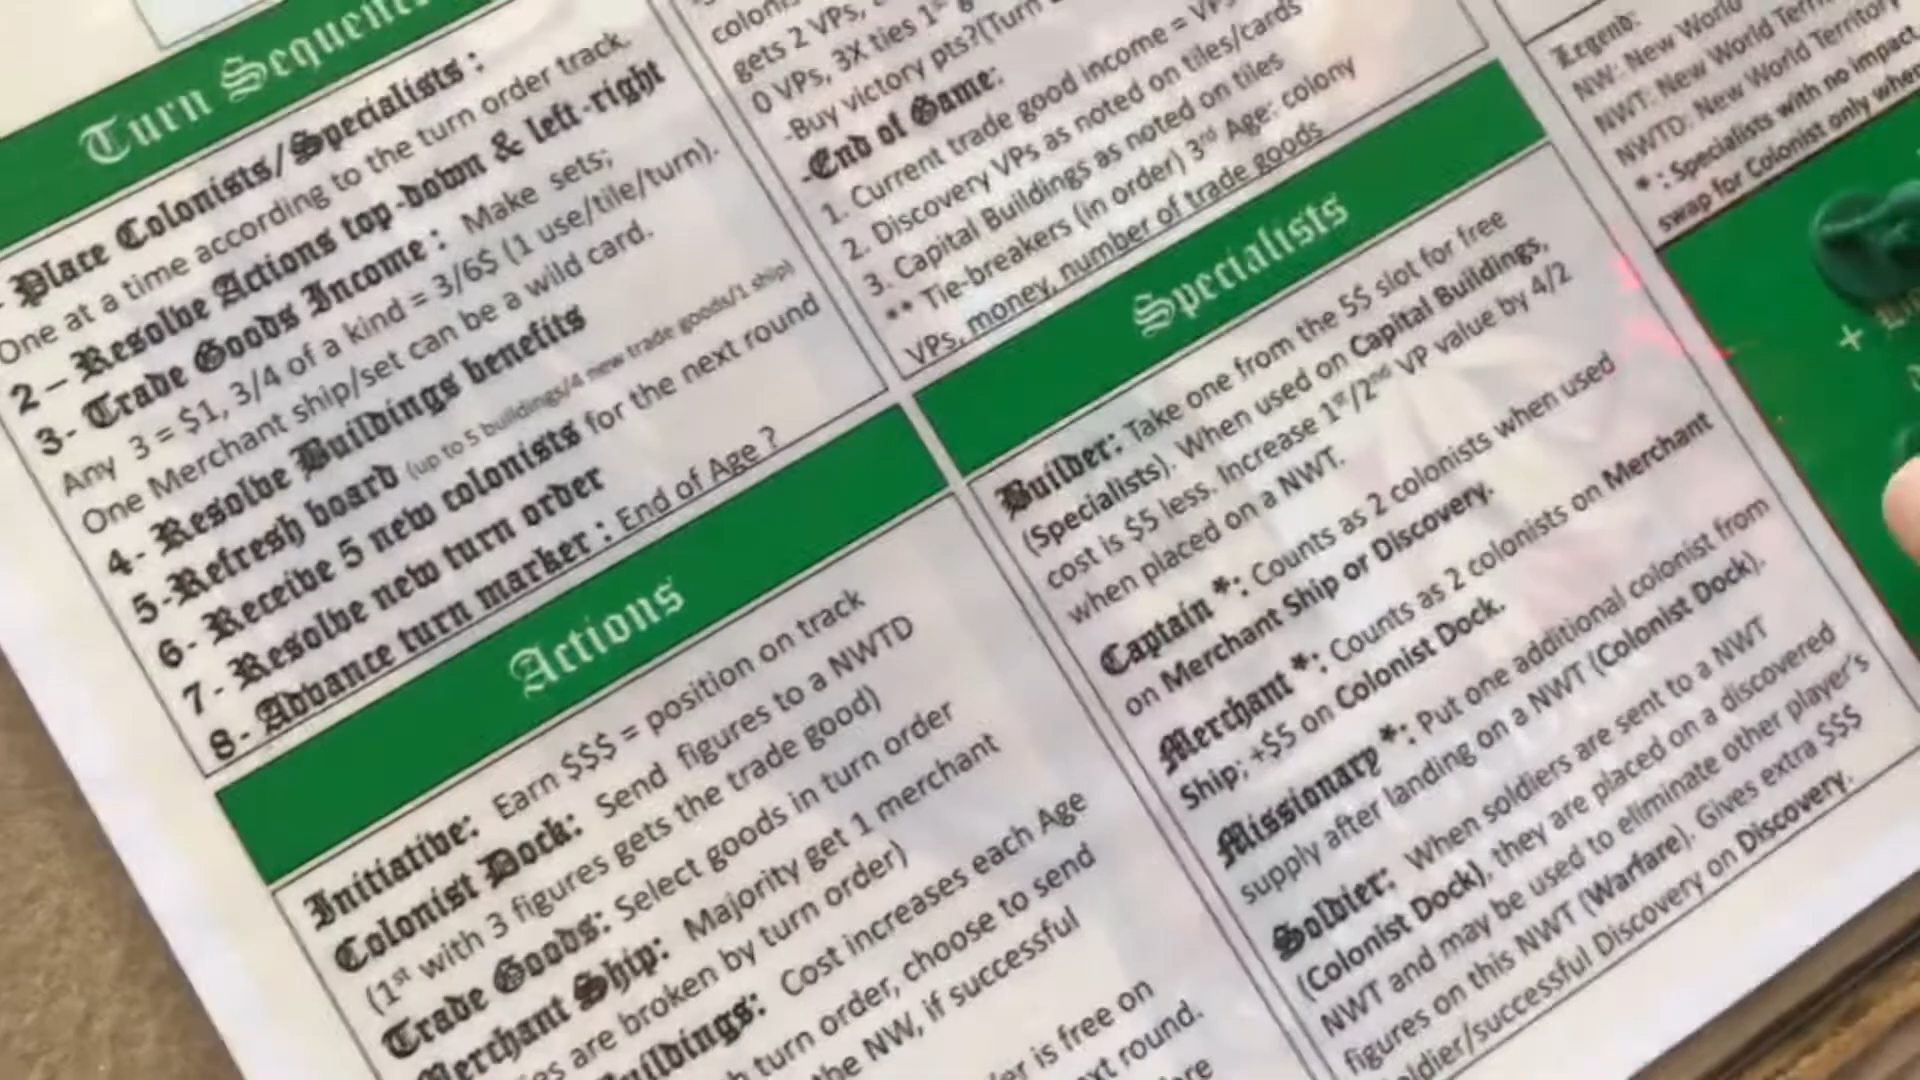 Turn
- Place Colonists/Specialists :
One at a time according to the turn order track.
2 – Resolve Actions top-down & left-right
3- Trade Goods Income : Make sets;
Any 3 = $1, 3/4 of a kind = 3/6$ (1 use/tile/turn).
One Merchant ship/set can be a wild card.
4- Resolve Buildings benefits
5-Refresh board (up to 5 buildings/4 new trade goods/1 ship)
6- Receive 5 new colonists for the next round
7- Resolve new turn order
8- Advance turn marker : End of Age ?
Actions
Initiative: Earn $$$ = position on track
Colonist Dock: Send figures to a NWTD
(1st with 3 figures gets the trade good)
Trade Goods: Select goods in turn order
Merchant Ship: Majority get 1 merchant
are broken by turn order)
Cost increases each Age
turn order, choose to send
the NW, if successful
is free on
round.
gets 2 VPs,
0 VPs, 3X ties 1st
-Buy victory pts?(Turn
-End of Game:
1. Current trade good income =
2. Discovery VPs as noted on tiles/cards
3. Capital Buildings as noted on tiles
** Tie-breakers (in order) 3rd Age: colony
VPs, money, number of trade goods
Specialists
Builder: Take one from the 5$ slot for free
(Specialists). When used on Capital Buildings,
cost is $5 less. Increase 1st/2nd VP value by 4/2
when placed on a NWT.
Captain *: Counts as 2 colonists when used
on Merchant Ship or Discovery.
Merchant *: Counts as 2 colonists on Merchant
Ship; +$5 on Colonist Dock.
Missionary *: Put one additional colonist from
supply after landing on a NWT (Colonist Dock).
Soldier: When soldiers are sent to a NWT
(Colonist Dock), they are placed on a discovered
NWT and may be used to eliminate other player's
figures on this NWT (Warfare). Gives extra $$$
/successful Discovery on Discovery.
Legend:
NW: New World
NWT: New World
NWTD: New World Territory
* : Specialists with no impact,
swap for Colonist only when
+